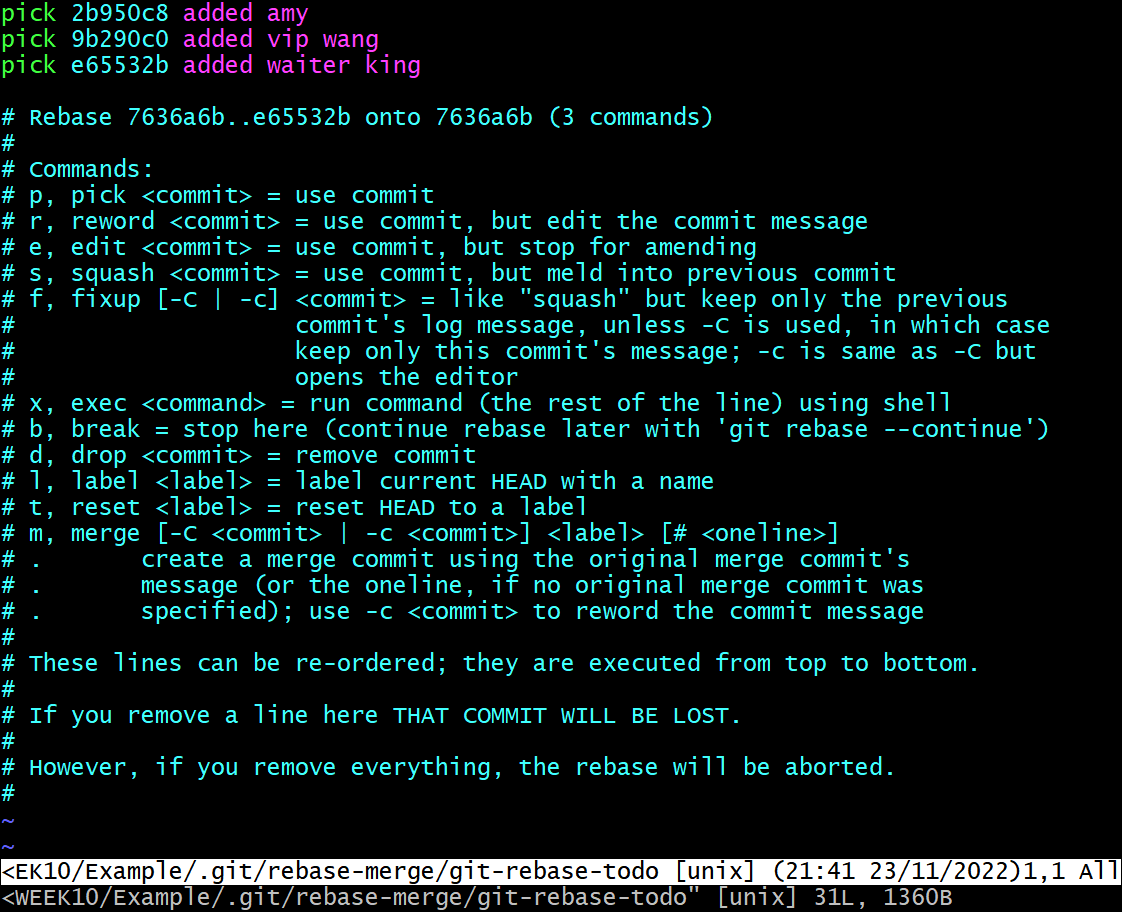 pick 2b950c8 added amy
pick 9b290c0 added vip wang
pick e65532b added waiter king

# Rebase 7636a6b..e65532b onto 7636a6b (3 commands)
#
# Commands:
# p, pick <commit> = use commit
# r, reword <commit> = use commit, but edit the commit message
# e, edit <commit> = use commit, but stop for amending
# s, squash <commit> = use commit, but meld into previous commit
# f, fixup [-C | -c] <commit> = like "squash" but keep only the previous
#                    commit's log message, unless -C is used, in which case
#                    keep only this commit's message; -c is same as -C but
#                    opens the editor
# x, exec <command> = run command (the rest of the line) using shell
# b, break = stop here (continue rebase later with 'git rebase --continue')
# d, drop <commit> = remove commit
# l, label <label> = label current HEAD with a name
# t, reset <label> = reset HEAD to a label
# m, merge [-C <commit> | -c <commit>] <label> [# <oneline>]
# .       create a merge commit using the original merge commit's
# .       message (or the oneline, if no original merge commit was
# .       specified); use -c <commit> to reword the commit message
#
# These lines can be re-ordered; they are executed from top to bottom.
#
# If you remove a line here THAT COMMIT WILL BE LOST.
#
# However, if you remove everything, the rebase will be aborted.
#
~
~
<EK10/Example/.git/rebase-merge/git-rebase-todo [unix] (21:41 23/11/2022)1,1 All
<WEEK10/Example/.git/rebase-merge/git-rebase-todo" [unix] 31L, 1360B